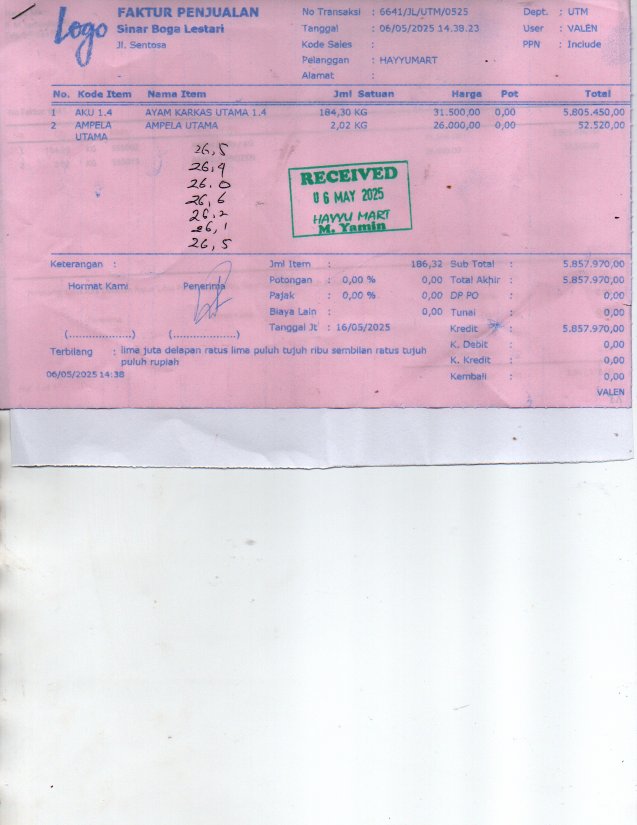 Logo
FAKTUR PENJUALAN
Sinar Boga Lestari
Jl. Sentosa
-
No Transaksi : 6641/JL/UTM/0525
Tanggal : 06/05/2025 14.38.23
Kode Sales :
Pelanggan : HAYYUMART
Alamat :
Dept. : UTM
User : VALEN
PPN : Include
No. Kode Item Nama Item Jml Satuan Harga Pot Total
1 AKU 1.4 AYAM KARKAS UTAMA 1.4 184,30 KG 31.500,00 0,00 5.805.450,00
2 AMPELA UTAMA AMPELA UTAMA 2,02 KG 26.000,00 0,00 52.520,00
26,5
26,9
26.0
26,6
26,2
26,1
26,5
RECEIVED
06 MAY 2025
HAYYU MART
M. Yamin
Keterangan :
Hormat Kami
Penerima
(..................) (..................)
Jml Item : 186,32
Potongan : 0,00 % 0,00
Pajak : 0,00 % 0,00
Biaya Lain : 0,00
Tanggal Jt : 16/05/2025
Sub Total : 5.857.970,00
Total Akhir : 5.857.970,00
DP PO : 0,00
Tunai : 0,00
Kredit : 5.857.970,00
K. Debit : 0,00
K. Kredit : 0,00
Kembali : 0,00
Terbilang : lima juta delapan ratus lima puluh tujuh ribu sembilan ratus tujuh
puluh rupiah
06/05/2025 14:38
VALEN